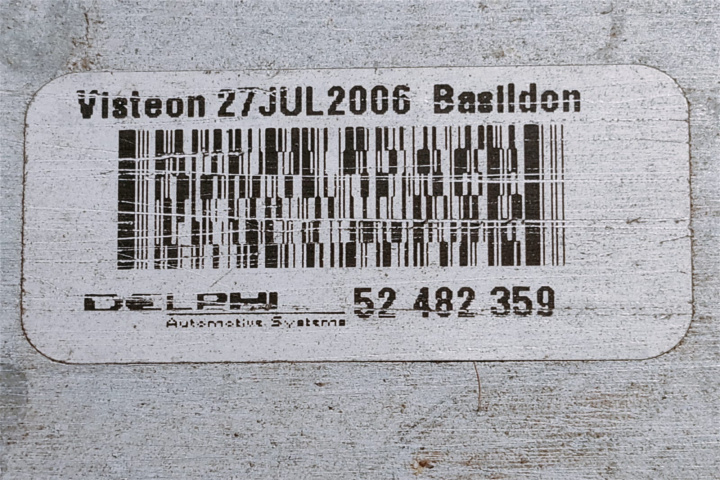 Visteon 27JUL2006 Basildon
DELPHI 52 482 359
Automotive Systems